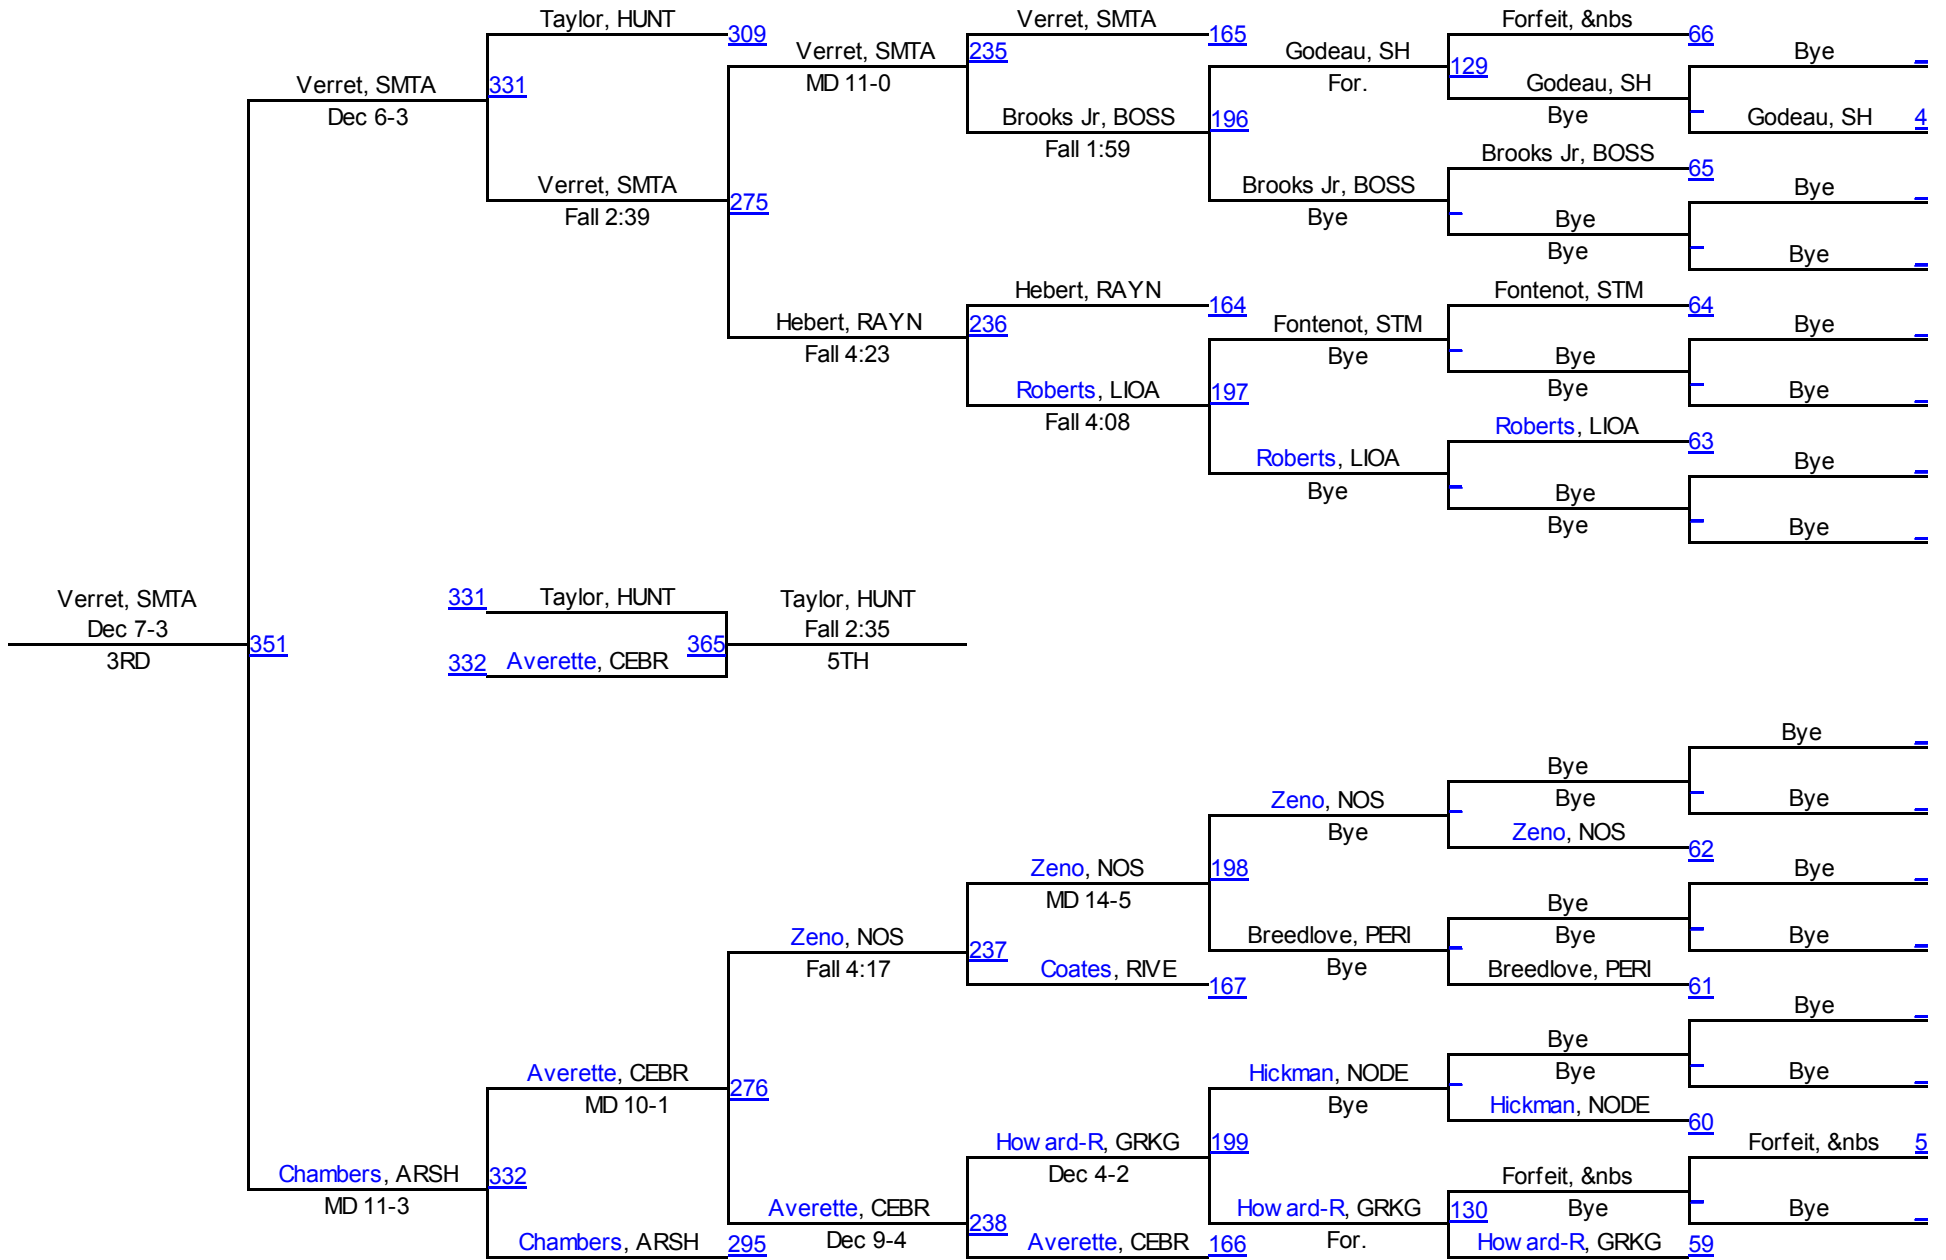 Taylor, HUNT
309
Verret, SMTA
165
Forfeit, &nbs
66
Verret, SMTA
MD 11-0
235
Godeau, SH
For.
129
Bye
Verret, SMTA
Dec 6-3
331
Godeau, SH
Bye
Brooks Jr, BOSS
Fall 1:59
196
Godeau, SH
4
Brooks Jr, BOSS
65
Verret, SMTA
Fall 2:39
275
Brooks Jr, BOSS
Bye
Bye
Bye
Bye
Bye
Hebert, RAYN
164
Fontenot, STM
64
Hebert, RAYN
Fall 4:23
236
Fontenot, STM
Bye
Bye
Bye
Bye
Roberts, LIOA
Fall 4:08
197
Bye
Roberts, LIOA
63
Roberts, LIOA
Bye
Bye
Bye
Bye
Bye
Verret, SMTA
Dec 7-3
3RD
351
331
Taylor, HUNT
332
Averette, CEBR
365
Taylor, HUNT
Fall 2:35
5TH
Bye
Bye
Bye
Bye
Zeno, NOS
Bye
Zeno, NOS
62
Zeno, NOS
MD 14-5
198
Bye
Bye
Bye
Bye
Zeno, NOS
Fall 4:17
237
Breedlove, PERI
Bye
Breedlove, PERI
61
Coates, RIVE
167
Bye
Bye
Bye
Bye
Averette, CEBR
MD 10-1
276
Hickman, NODE
Bye
Hickman, NODE
60
Howard-R, GRKG
Dec 4-2
199
Forfeit, &nbs
5
Chambers, ARSH
MD 11-3
332
Forfeit, &nbs
Bye
Averette, CEBR
Dec 9-4
238
Howard-R, GRKG
For.
130
Bye
Chambers, ARSH
295
Averette, CEBR
166
Howard-R, GRKG
59